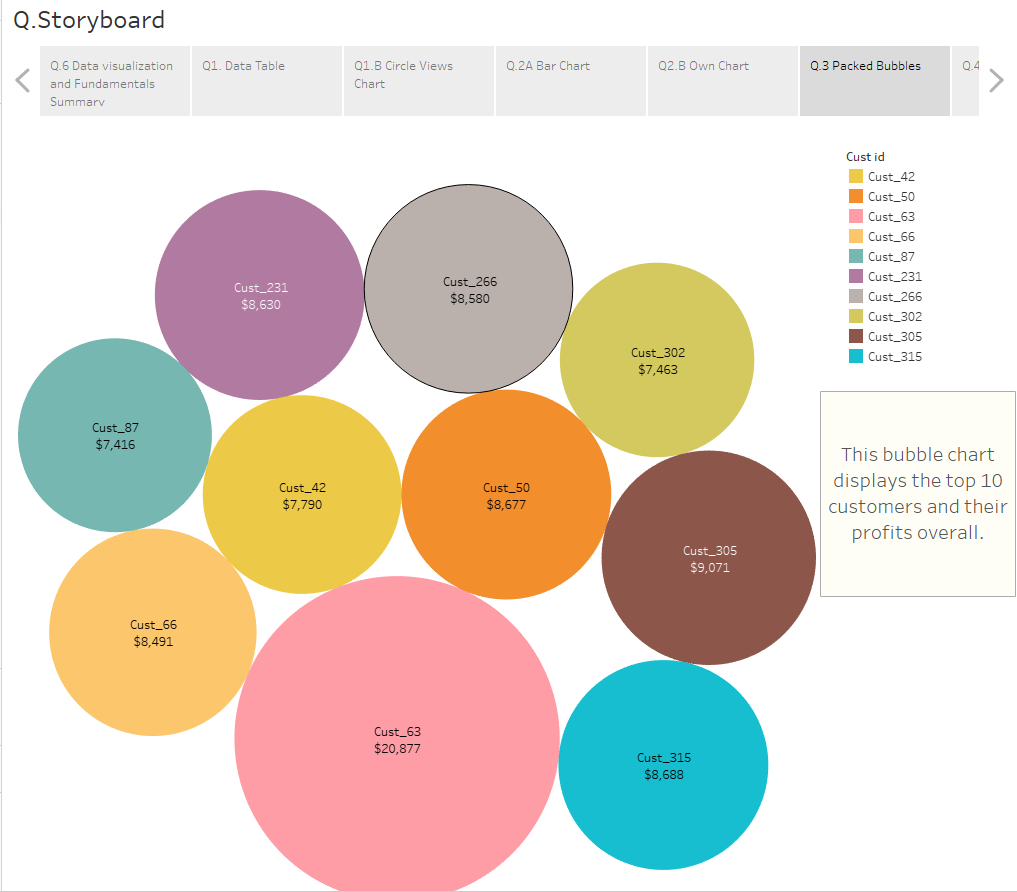 Q.Storyboard
Q.6 Data visualization
and Fundamentals
Summary
Q1. Data Table
Q1.B Circle Views
Chart
Q.2A Bar Chart
Q2.B Own Chart
Q.3 Packed Bubbles
Q.4
Cust id
Cust_42
Cust_50
Cust_63
Cust_66
Cust_87
Cust_231
Cust_266
Cust_302
Cust_305
Cust_315
Cust_231
$8,630
Cust_266
$8,580
Cust_302
$7,463
Cust_87
$7,416
Cust_42
$7,790
Cust_50
$8,677
Cust_305
$9,071
Cust_66
$8,491
Cust_63
$20,877
Cust_315
$8,688
This bubble chart
displays the top 10
customers and their
profits overall.